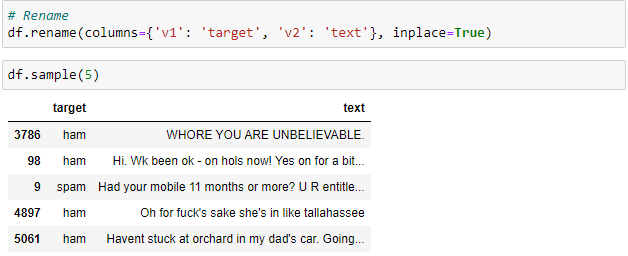 # Rename
df.rename(columns={'v1': 'target', 'v2': 'text'}, inplace=True)
df.sample(5)
target text
3786 ham WHORE YOU ARE UNBELIEVABLE.
98 ham Hi. Wk been ok - on hols now! Yes on for a bit...
9 spam Had your mobile 11 months or more? U R entitle...
4897 ham Oh for fuck's sake she's in like tallahassee
5061 ham Havent stuck at orchard in my dad's car. Going...